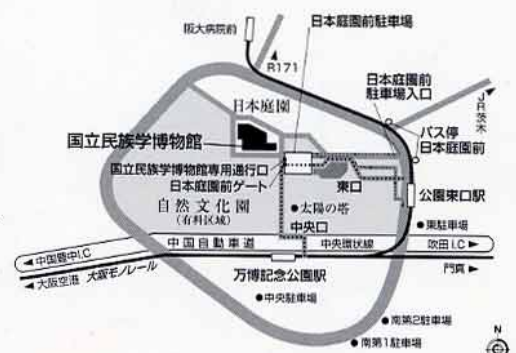 阪大病院前
日本庭園前駐車場
R171
日本庭園前
駐車場入口
JR茨木
日本庭園
バス停
日本庭園前
国立民族学博物館
国立民族学博物館専用通行口
日本庭園前ゲート
東口
公園東口駅
自然文化園
(有料区域)
太陽の塔
中央口
東駐車場
中国自動車道
中央環状線
吹田I.C
中国豊中I.C
大阪空港
大阪モノレール
万博記念公園駅
門真
中央駐車場
南第2駐車場
南第1駐車場
N